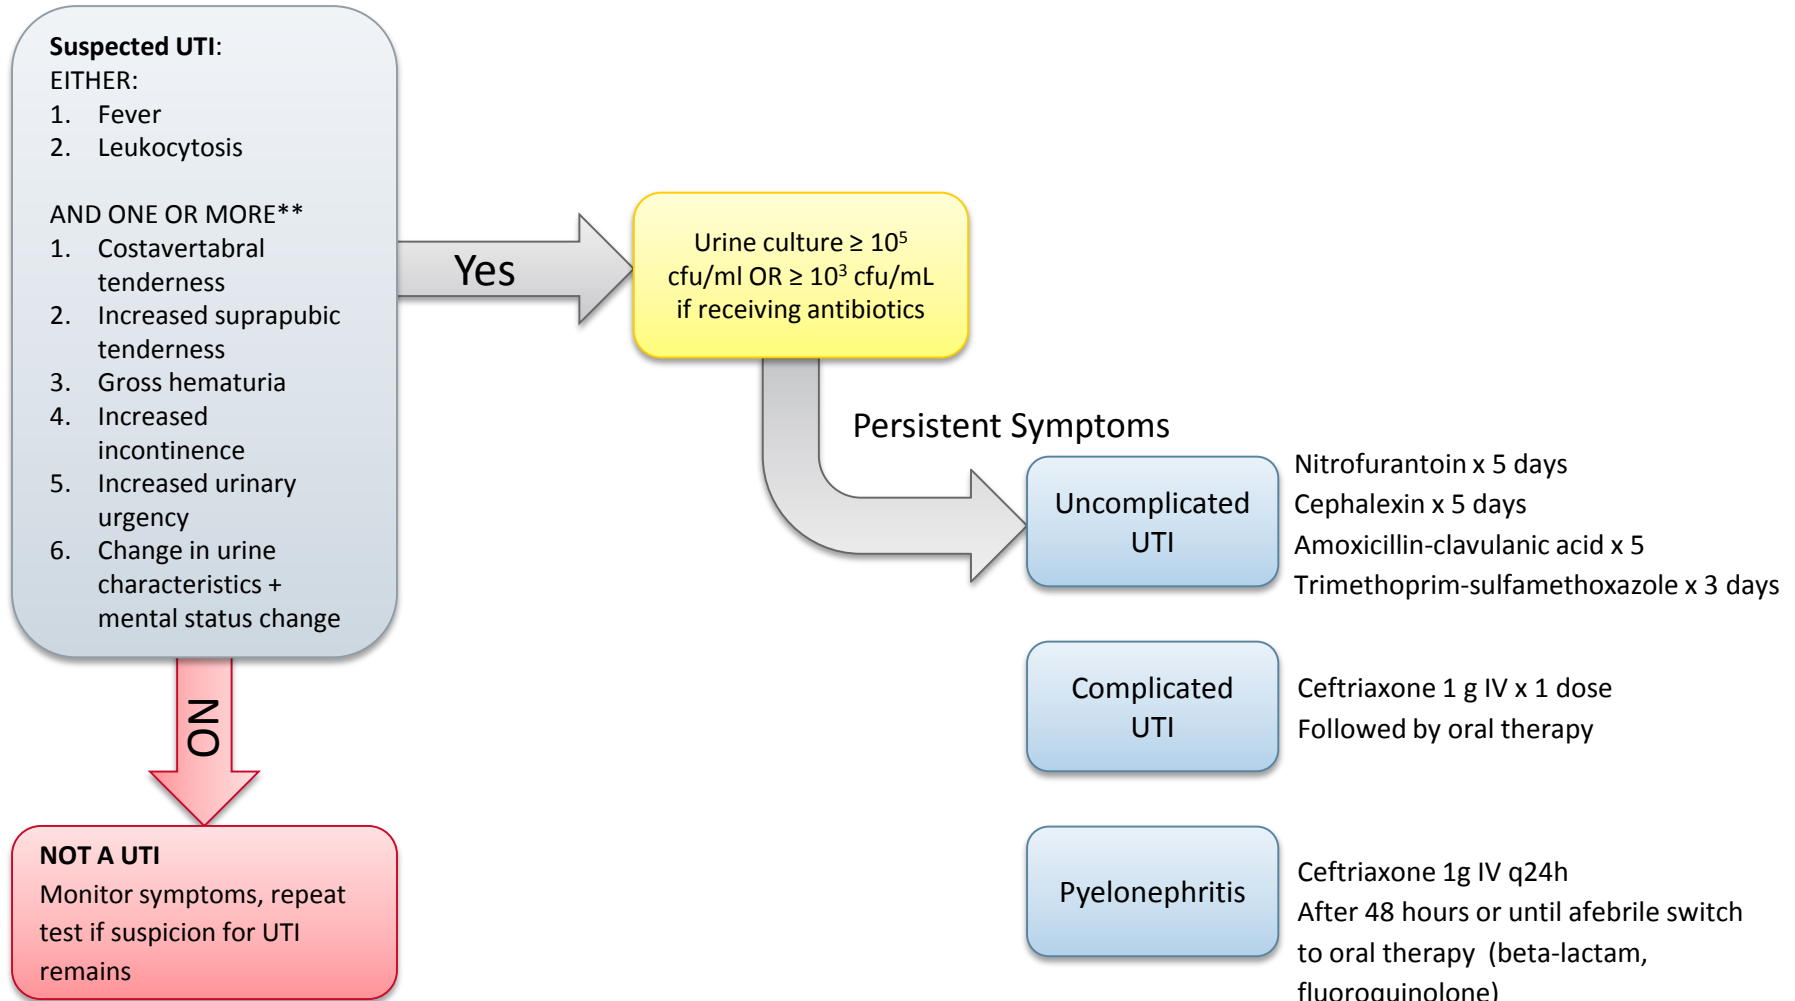 Suspected UTI:
EITHER:
1. Fever
2. Leukocytosis
AND ONE OR MORE**
1. Costavertabral
tenderness
2. Increased suprapubic
tenderness
3. Gross hematuria
4. Increased
incontinence
5. Increased urinary
urgency
6. Change in urine
characteristics +
mental status change
Yes
Urine culture ≥ 10⁵
cfu/ml OR ≥ 10³ cfu/mL
if receiving antibiotics
NO
NOT A UTI
Monitor symptoms, repeat
test if suspicion for UTI
remains
Persistent Symptoms
Uncomplicated
UTI
Nitrofurantoin x 5 days
Cephalexin x 5 days
Amoxicillin-clavulanic acid x 5
Trimethoprim-sulfamethoxazole x 3 days
Complicated
UTI
Ceftriaxone 1 g IV x 1 dose
Followed by oral therapy
Pyelonephritis
Ceftriaxone 1g IV q24h
After 48 hours or until afebrile switch
to oral therapy (beta-lactam,
fluoroquinolone)